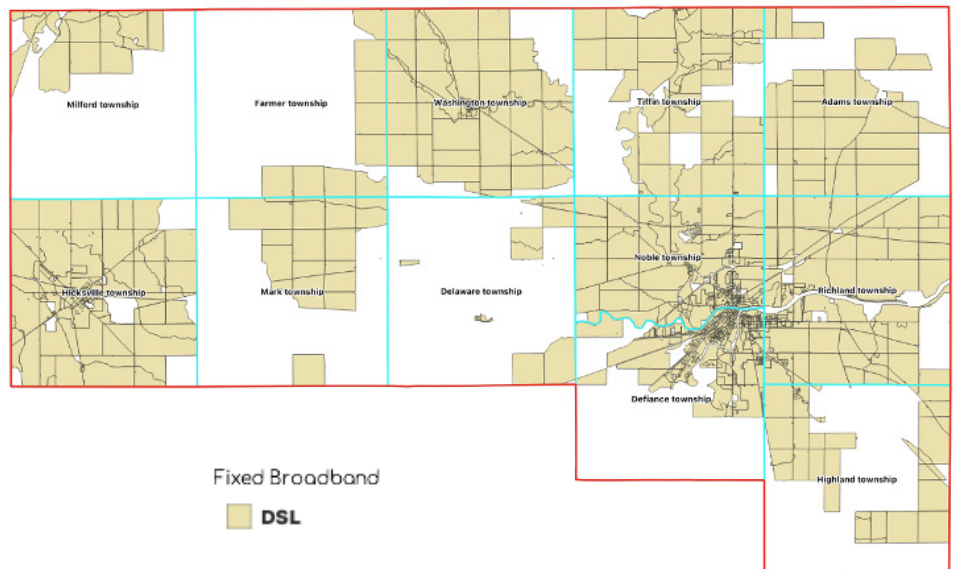 Milford township
Farmer township
Washington township
Tiffin township
Adams township
Noble township
Hicksville township
Mark township
Delaware township
Richland township
Defiance township
Highland township
Fixed Broadband
DSL